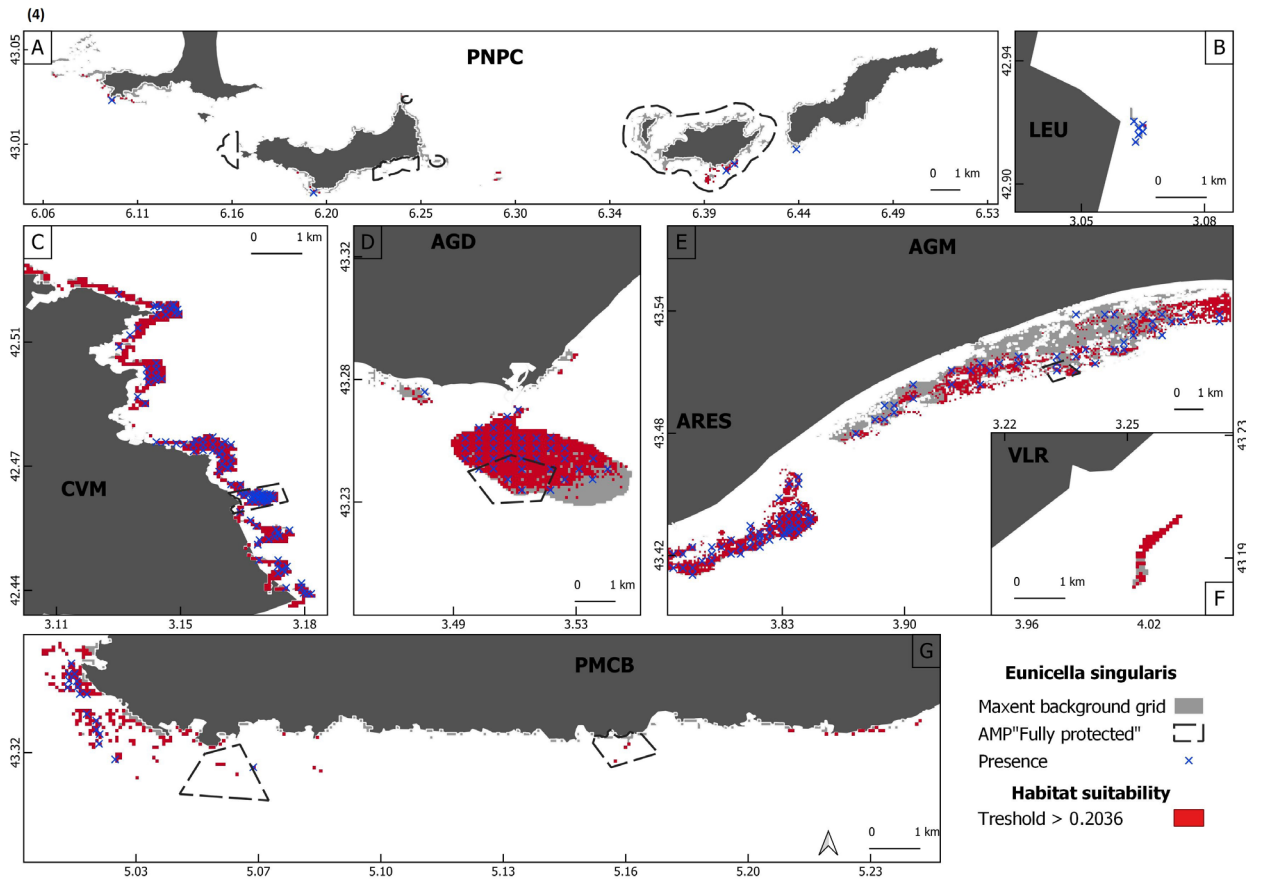 (4)
A
PNPC
43.05
43.01
0 1 km
6.06 6.11 6.16 6.20 6.25 6.30 6.34 6.39 6.44 6.49 6.53
B
LEU
42.94
42.90
0 1 km
3.05 3.08
C
0 1 km
CVM
42.51
42.47
42.44
3.11 3.15 3.18
D
AGD
43.32
43.28
43.23
0 1 km
3.49 3.53
E
AGM
ARES
43.54
43.48
43.42
1 km
3.83 3.90 3.96 4.02
3.22 3.25
VLR
43.23
43.19
0 1 km
F
G
PMCB
43.32
0 1 km
5.03 5.07 5.10 5.13 5.16 5.20 5.23
Eunicella singularis
Maxent background grid
AMP"Fully protected"
Presence
Habitat suitability
Treshold > 0.2036